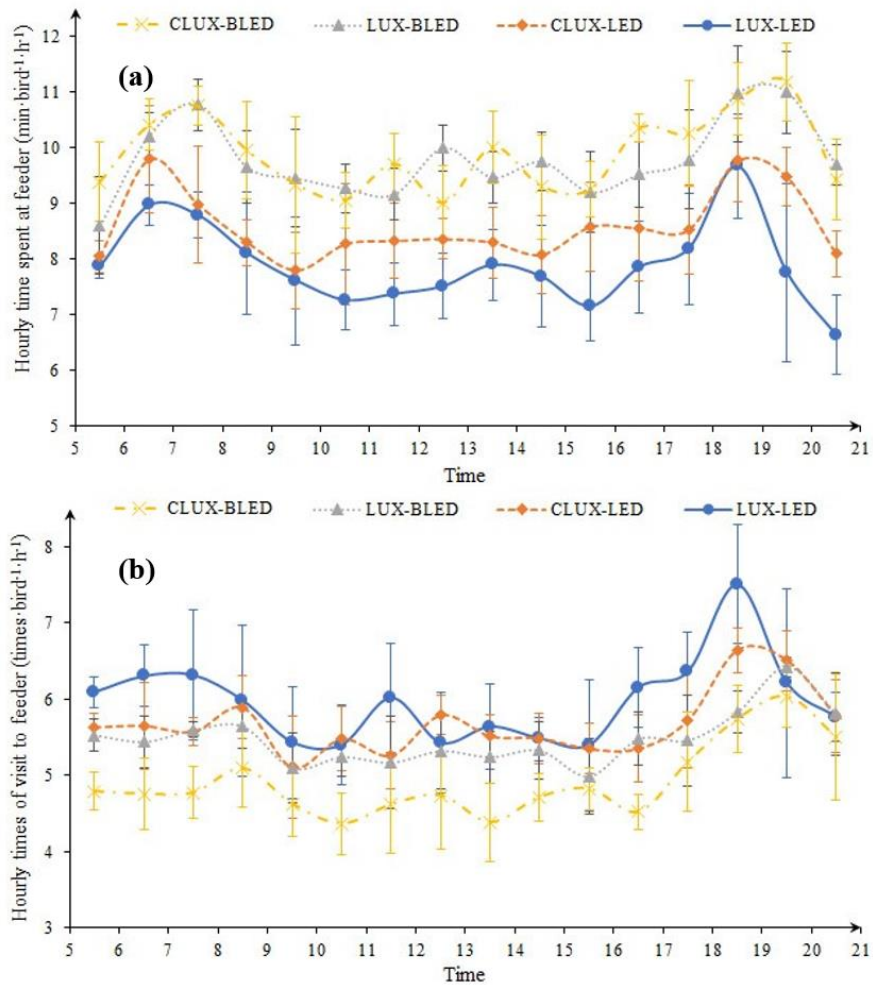 CLUX-BLED LUX-BLED CLUX-LED LUX-LED
(a)
Hourly time spent at feeder (min·bird⁻¹·h⁻¹)
12
11
10
9
8
7
6
5
5 6 7 8 9 10 11 12 13 14 15 16 17 18 19 20 21
Time
CLUX-BLED LUX-BLED CLUX-LED LUX-LED
(b)
Hourly times of visit to feeder (times·bird⁻¹·h⁻¹)
8
7
6
5
4
3
5 6 7 8 9 10 11 12 13 14 15 16 17 18 19 20 21
Time